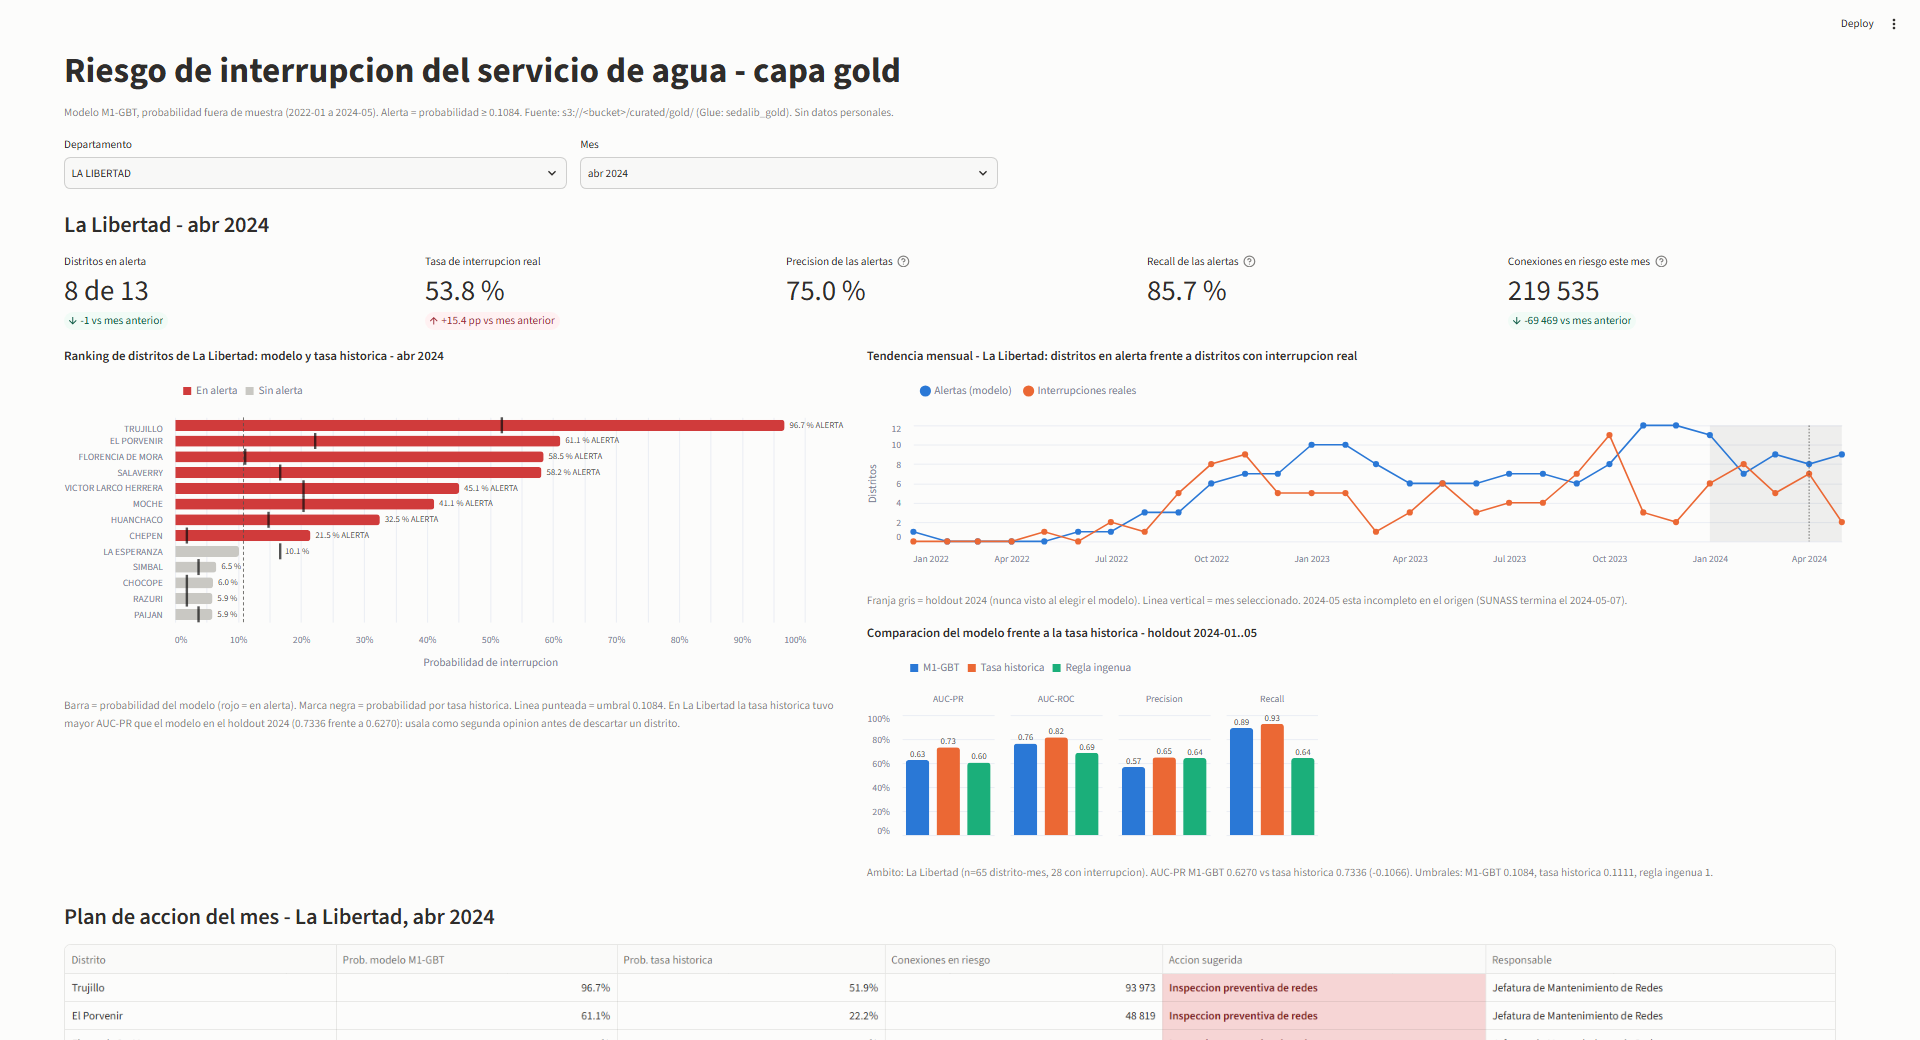 Deploy
Riesgo de interrupcion del servicio de agua - capa gold
Modelo M1-GBT, probabilidad fuera de muestra (2022-01 a 2024-05). Alerta = probabilidad ≥ 0.1084. Fuente: s3://<bucket>/curated/gold/ (Glue: sedalib_gold). Sin datos personales.
Departamento
Mes
LA LIBERTAD
abr 2024
La Libertad - abr 2024
Distritos en alerta
8 de 13
-1 vs mes anterior
Tasa de interrupcion real
53.8 %
+15.4 pp vs mes anterior
Precision de las alertas
75.0 %
Recall de las alertas
85.7 %
Conexiones en riesgo este mes
219 535
-69 469 vs mes anterior
Ranking de distritos de La Libertad: modelo y tasa historica - abr 2024
En alerta
Sin alerta
TRUJILLO 96.7 % ALERTA
EL PORVENIR 61.1 % ALERTA
FLORENCIA DE MORA 58.5 % ALERTA
SALAVERRY 58.2 % ALERTA
VICTOR LARCO HERRERA 45.1 % ALERTA
MOCHE 41.1 % ALERTA
HUANCHACO 32.5 % ALERTA
CHEPEN 21.5 % ALERTA
LA ESPERANZA 10.1 %
SIMBAL 6.5 %
CHOCOPE 6.0 %
RAZURI 5.9 %
PAIJAN 5.9 %
0% 10% 20% 30% 40% 50% 60% 70% 80% 90% 100%
Probabilidad de interrupcion
Barra = probabilidad del modelo (rojo = en alerta). Marca negra = probabilidad por tasa historica. Linea punteada = umbral 0.1084. En La Libertad la tasa historica tuvo
mayor AUC-PR que el modelo en el holdout 2024 (0.7336 frente a 0.6270): usala como segunda opinion antes de descartar un distrito.
Tendencia mensual - La Libertad: distritos en alerta frente a distritos con interrupcion real
Alertas (modelo)
Interrupciones reales
Distritos
12
10
8
6
4
2
0
Jan 2022 Apr 2022 Jul 2022 Oct 2022 Jan 2023 Apr 2023 Jul 2023 Oct 2023 Jan 2024 Apr 2024
Franja gris = holdout 2024 (nunca visto al elegir el modelo). Linea vertical = mes seleccionado. 2024-05 esta incompleto en el origen (SUNASS termina el 2024-05-07).
Comparacion del modelo frente a la tasa historica - holdout 2024-01..05
M1-GBT
Tasa historica
Regla ingenua
AUC-PR AUC-ROC Precision Recall
100%
80%
60%
40%
20%
0%
0.63 0.73 0.60
0.76 0.82 0.69
0.57 0.65 0.64
0.89 0.93 0.64
Ambito: La Libertad (n=65 distrito-mes, 28 con interrupcion). AUC-PR M1-GBT 0.6270 vs tasa historica 0.7336 (-0.1066). Umbrales: M1-GBT 0.1084, tasa historica 0.1111, regla ingenua 1.
Plan de accion del mes - La Libertad, abr 2024
Distrito Prob. modelo M1-GBT Prob. tasa historica Conexiones en riesgo Accion sugerida Responsable
Trujillo 96.7% 51.9% 93 973 Inspeccion preventiva de redes Jefatura de Mantenimiento de Redes
El Porvenir 61.1% 22.2% 48 819 Inspeccion preventiva de redes Jefatura de Mantenimiento de Redes